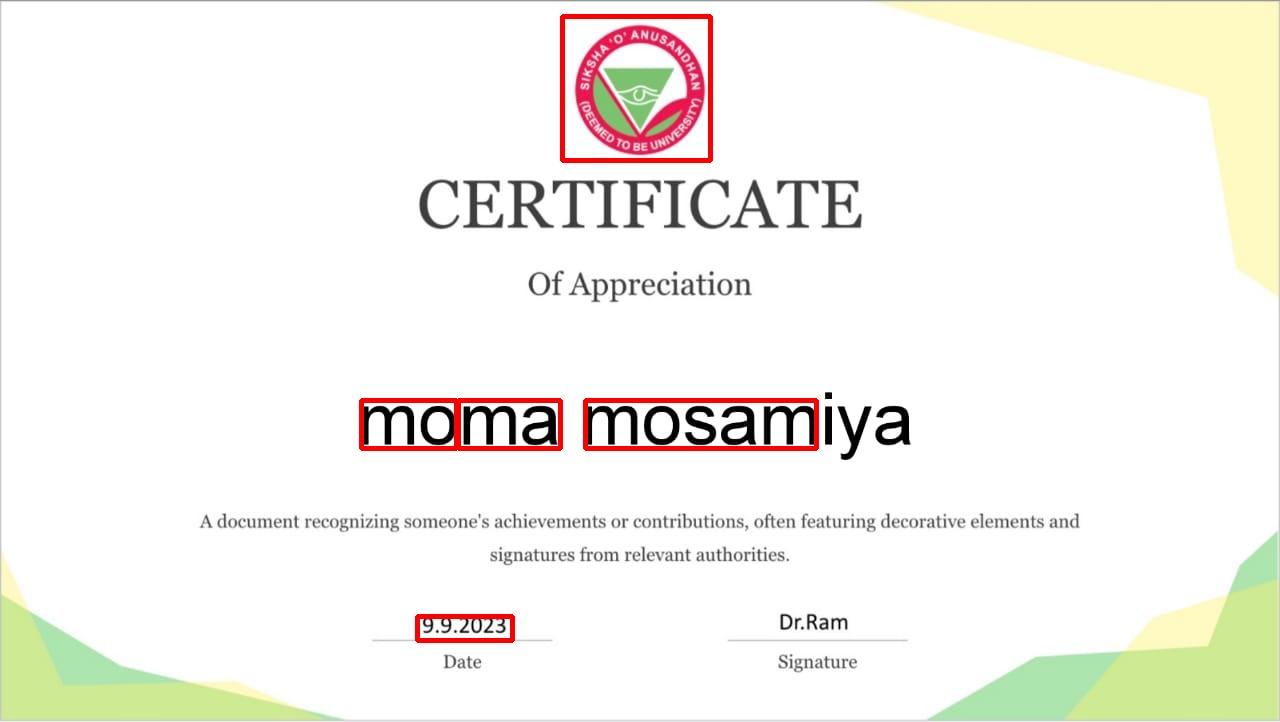 SIKSHA 'O' ANUSANDHAN
(DEEMED TO BE UNIVERSITY)
CERTIFICATE
Of Appreciation
moma mosamiya
A document recognizing someone's achievements or contributions, often featuring decorative elements and
signatures from relevant authorities.
9.9.2023 Dr.Ram
Date Signature